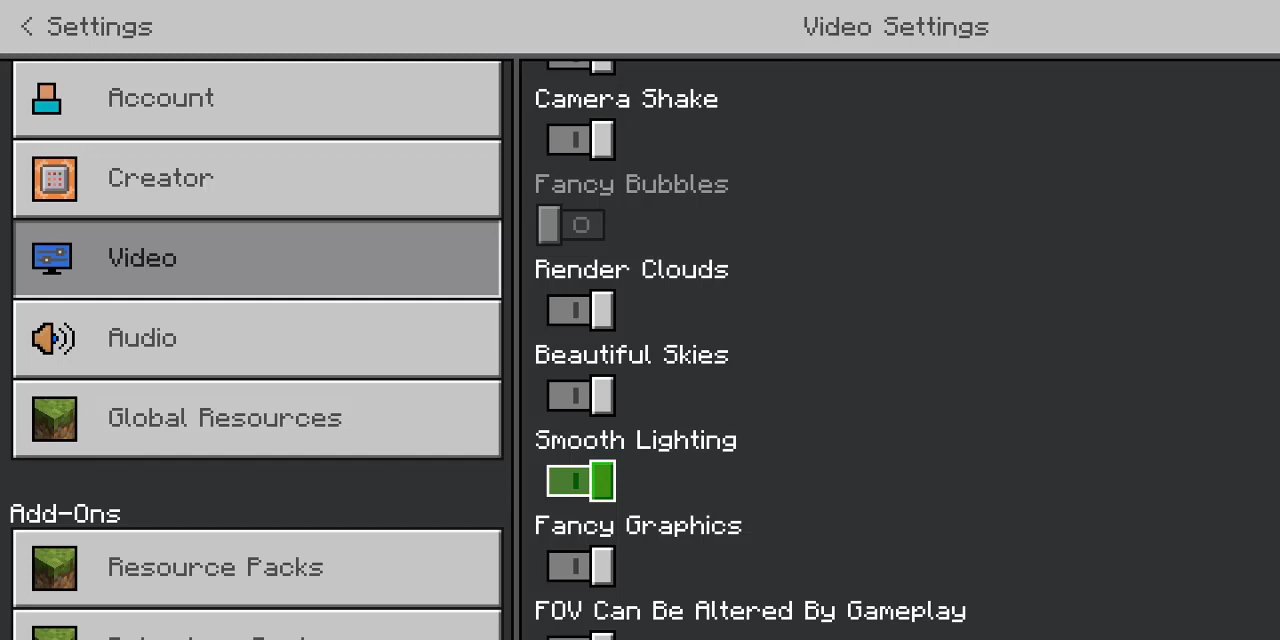 Settings
Video Settings
Account
Creator
Video
Audio
Global Resources
Add-Ons
Resource Packs
Camera Shake
Fancy Bubbles
Render Clouds
Beautiful Skies
Smooth Lighting
Fancy Graphics
FOV Can Be Altered By Gameplay